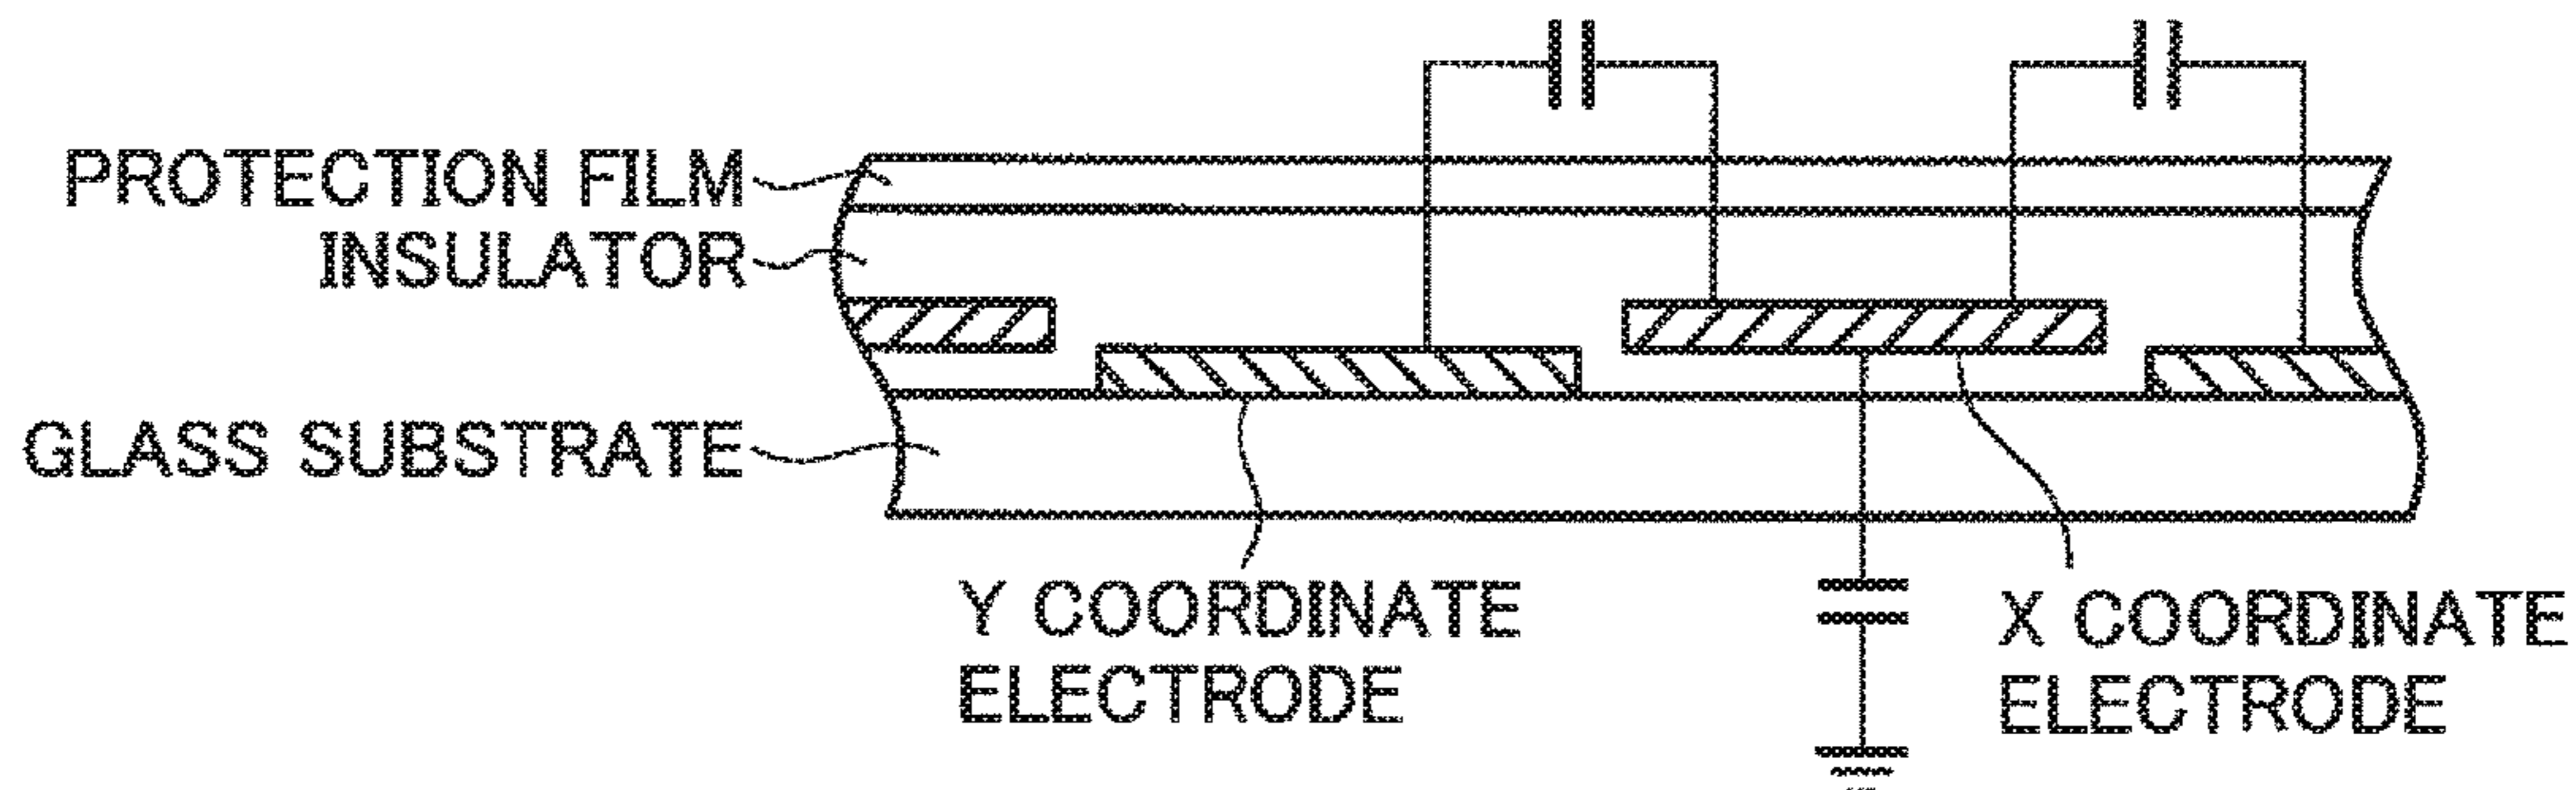 PROTECTION FILM
INSULATOR
GLASS SUBSTRATE
Y COORDINATE
ELECTRODE
X COORDINATE
ELECTRODE